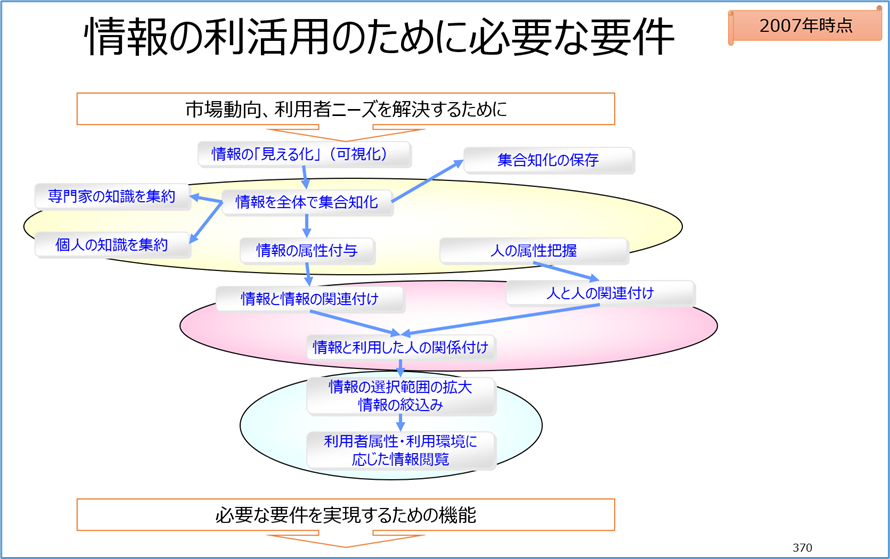 情報の利活用のために必要な要件
2007年時点
市場動向、利用者ニーズを解決するために
情報の「見える化」（可視化）
集合知化の保存
専門家の知識を集約
情報を全体で集合知化
個人の知識を集約
情報の属性付与
人の属性把握
情報と情報の関連付け
人と人の関連付け
情報と利用した人の関係付け
情報の選択範囲の拡大
情報の絞込み
利用者属性・利用環境に
応じた情報閲覧
必要な要件を実現するための機能
370